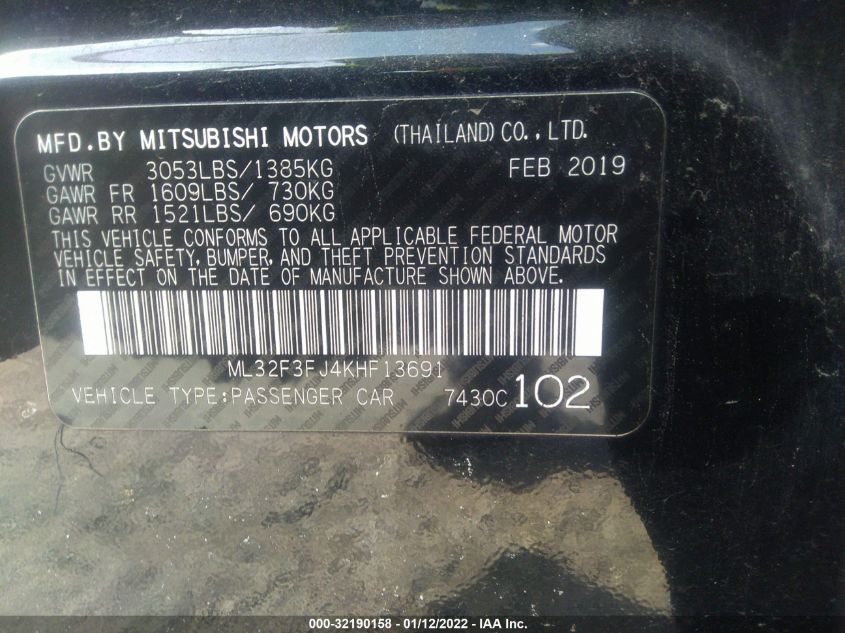 MFD.BY MITSUBISHI MOTORS (THAILAND) CO., LTD.
GVWR 3053LBS/1385KG FEB 2019
GAWR FR 1609LBS/ 730KG
GAWR RR 1521LBS/ 690KG
THIS VEHICLE CONFORMS TO ALL APPLICABLE FEDERAL MOTOR
VEHICLE SAFETY, BUMPER, AND THEFT PREVENTION STANDARDS
IN EFFECT ON THE DATE OF MANUFACTURE SHOWN ABOVE.
ML32F3FJ4KHF13691
VEHICLE TYPE:PASSENGER CAR 7430C 102
000-32190158 - 01/12/2022 - IAA Inc.